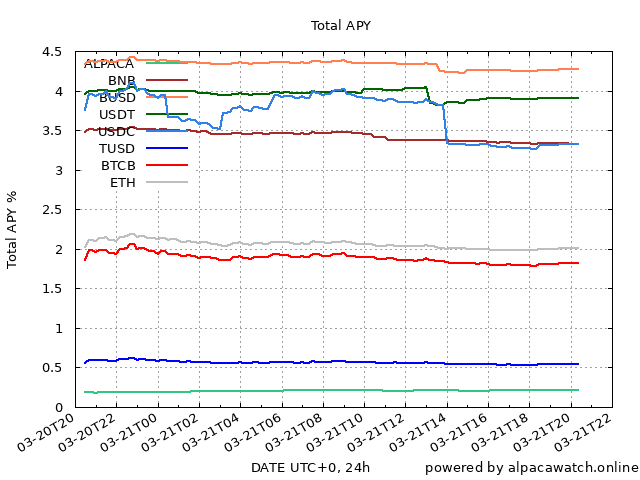 Total APY
Total APY %
4.5
4
3.5
3
2.5
2
1.5
1
0.5
0
ALPACA
BNB
BUSD
USDT
USDC
TUSD
BTCB
ETH
03-20T20
03-20T22
03-21T00
03-21T02
03-21T04
03-21T06
03-21T08
03-21T10
03-21T12
03-21T14
03-21T16
03-21T18
03-21T20
03-21T22
DATE UTC+0, 24h
powered by alpacawatch.online